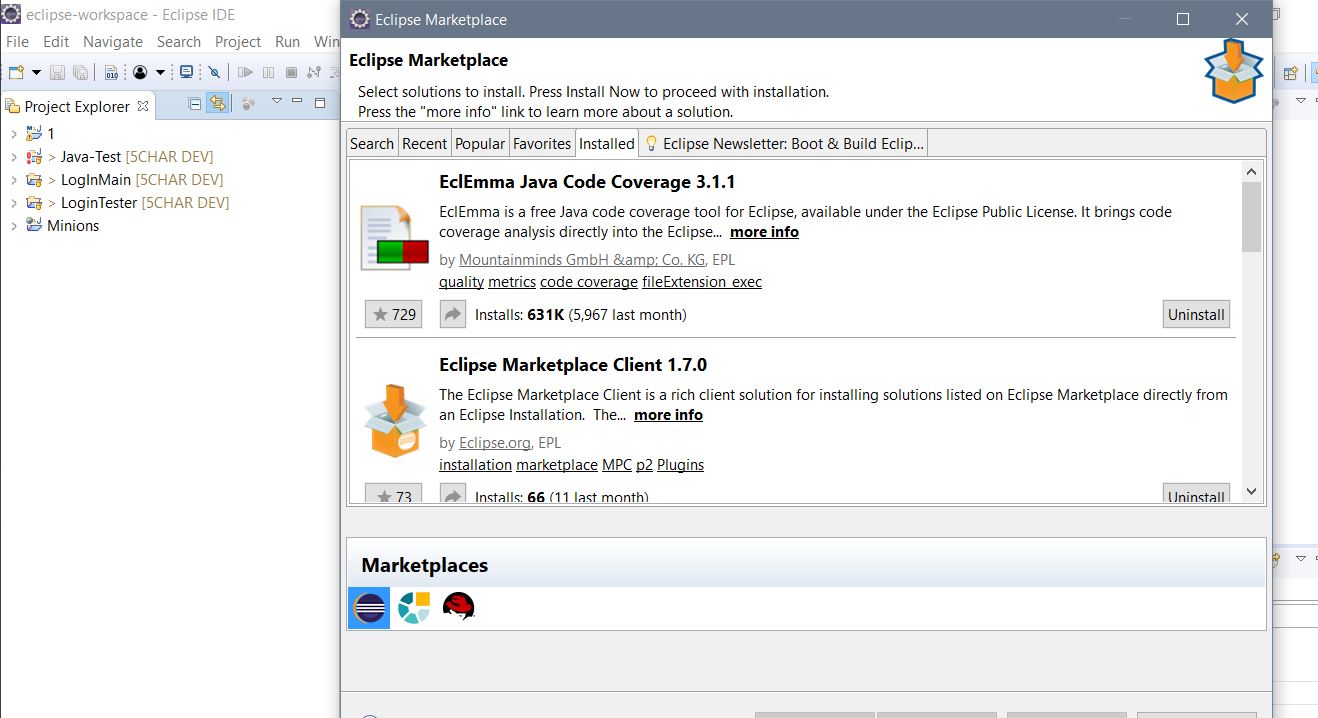 eclipse-workspace - Eclipse IDE
File Edit Navigate Search Project Run Win
Project Explorer
1
> Java-Test [5CHAR DEV]
> LogInMain [5CHAR DEV]
> LoginTester [5CHAR DEV]
Minions
Eclipse Marketplace
Eclipse Marketplace
Select solutions to install. Press Install Now to proceed with installation.
Press the "more info" link to learn more about a solution.
Search Recent Popular Favorites Installed Eclipse Newsletter: Boot & Build Eclip...
EclEmma Java Code Coverage 3.1.1
EclEmma is a free Java code coverage tool for Eclipse, available under the Eclipse Public License. It brings code
coverage analysis directly into the Eclipse... more info
by Mountainminds GmbH &amp; Co. KG, EPL
quality metrics code coverage fileExtension_exec
729 Installs: 631K (5,967 last month) Uninstall
Eclipse Marketplace Client 1.7.0
The Eclipse Marketplace Client is a rich client solution for installing solutions listed on Eclipse Marketplace directly from
an Eclipse Installation. The... more info
by Eclipse.org, EPL
installation marketplace MPC p2 Plugins
73 Installs: 66 (11 last month) Uninstall
Marketplaces